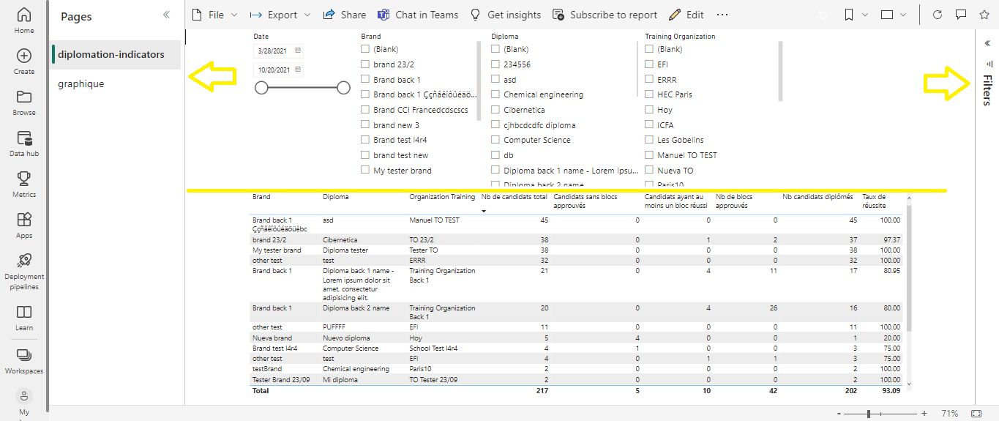 Home
Create
Browse
Data hub
Metrics
Apps
Deployment
pipelines
Learn
Workspaces
My
Pages
diplomation-indicators
graphique
File Export Share Chat in Teams Get insights Subscribe to report Edit ...
Date
3/28/2021
10/20/2021
Brand
(Blank)
brand 23/2
Brand back 1
Brand back 1 Ççñâêîôûéäö...
Brand CCI Francedcdscscs
brand new 3
Brand test l4r4
brand test new
My tester brand
Diploma
(Blank)
234556
asd
Chemical engineering
Cibernetica
cjhbcdcdfc diploma
Computer Science
db
Diploma back 1 name - Lorem ipsu...
Diploma back 2 name
Training Organization
(Blank)
EFI
ERRR
HEC Paris
Hoy
ICFA
Les Gobelins
Manuel TO TEST
Nueva TO
Paris10
Filters
Brand Diploma Organization Training Nb de candidats total Candidats sans blocs approuvés Candidats ayant au moins un bloc réussi Nb de blocs approuvés Nb candidats diplômés Taux de réussite
Brand back 1 asd Manuel TO TEST 45 0 0 0 45 100.00
Ççñâêîôûéäöüèbc
brand 23/2 Cibernetica TO 23/2 38 0 1 2 37 97.37
My tester brand Diploma tester Tester TO 38 0 0 0 38 100.00
other test test ERRR 32 0 0 0 32 100.00
Brand back 1 Diploma back 1 name - Training Organization 21 0 4 11 17 80.95
Lorem ipsum dolor sit Back 1
amet, consectetur
adipisicing elit.
Brand back 1 Diploma back 2 name Training Organization 20 0 4 26 16 80.00
Back 1
other test PUFFFF EFI 11 0 0 0 11 100.00
Nueva brand Nuevo diploma Hoy 5 4 0 0 1 20.00
Brand test l4r4 Computer Science School Test l4r4 4 1 0 0 3 75.00
other test test EFI 4 0 1 1 3 75.00
testBrand Chemical engineering Paris10 2 0 0 0 2 100.00
Tester Brand 23/09 Mi diploma TO Tester 23/09 2 0 0 0 2 100.00
Total 217 5 10 42 202 93.09
- + 71%